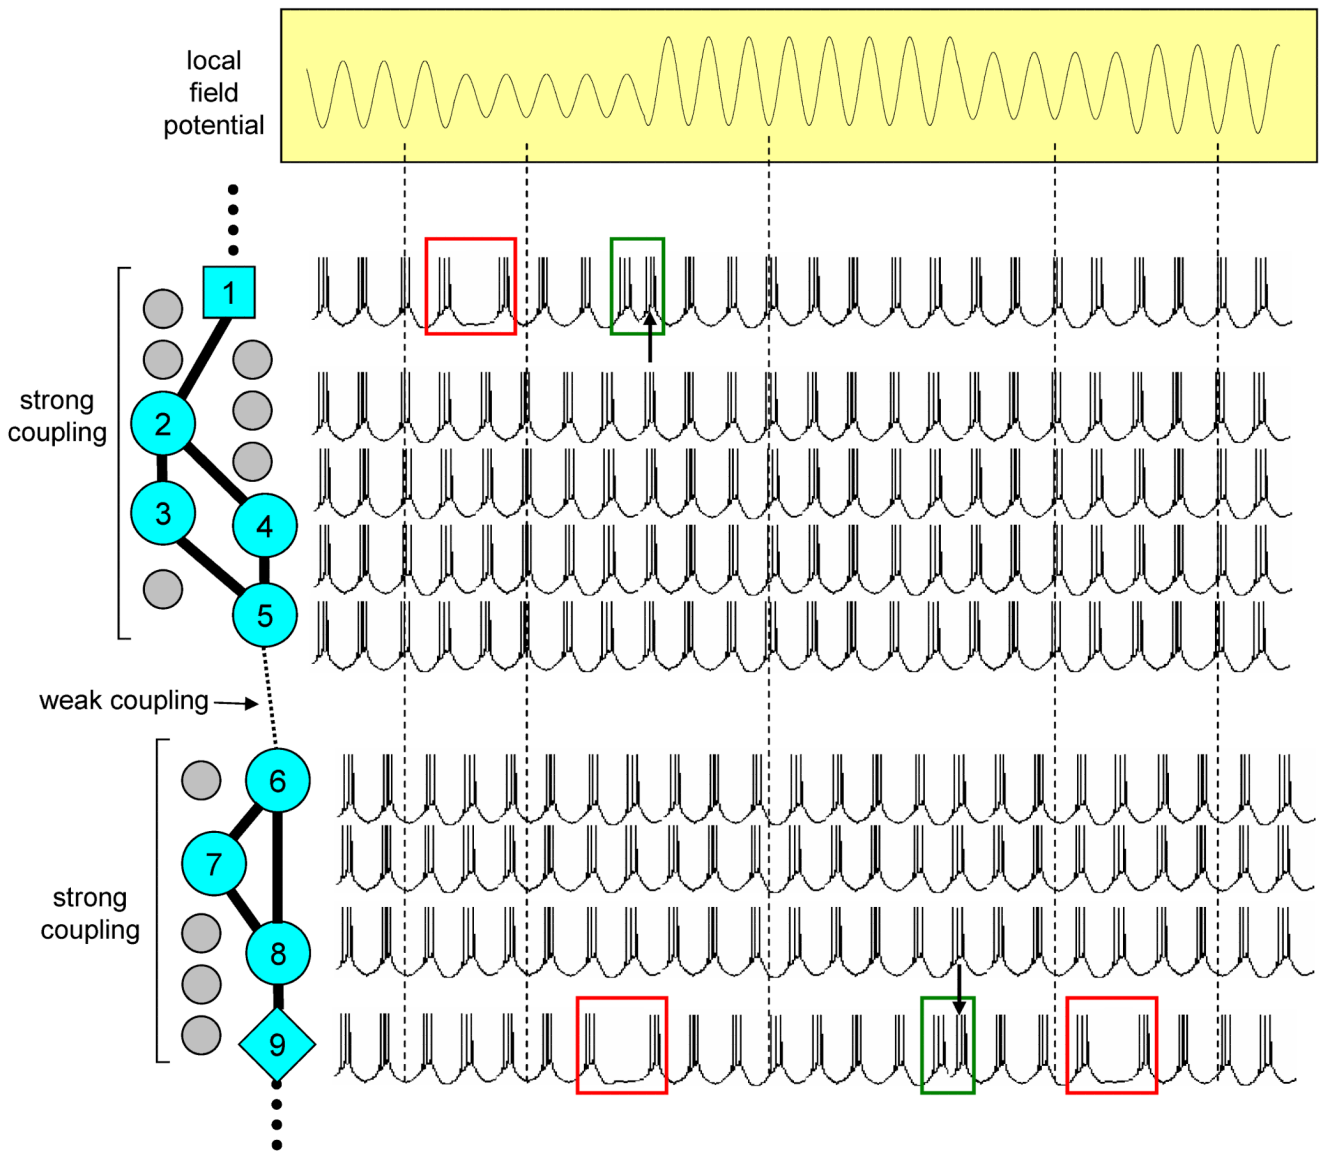 local
field
potential
1
strong
coupling
2
3
4
5
weak coupling
6
7
strong
coupling
8
9